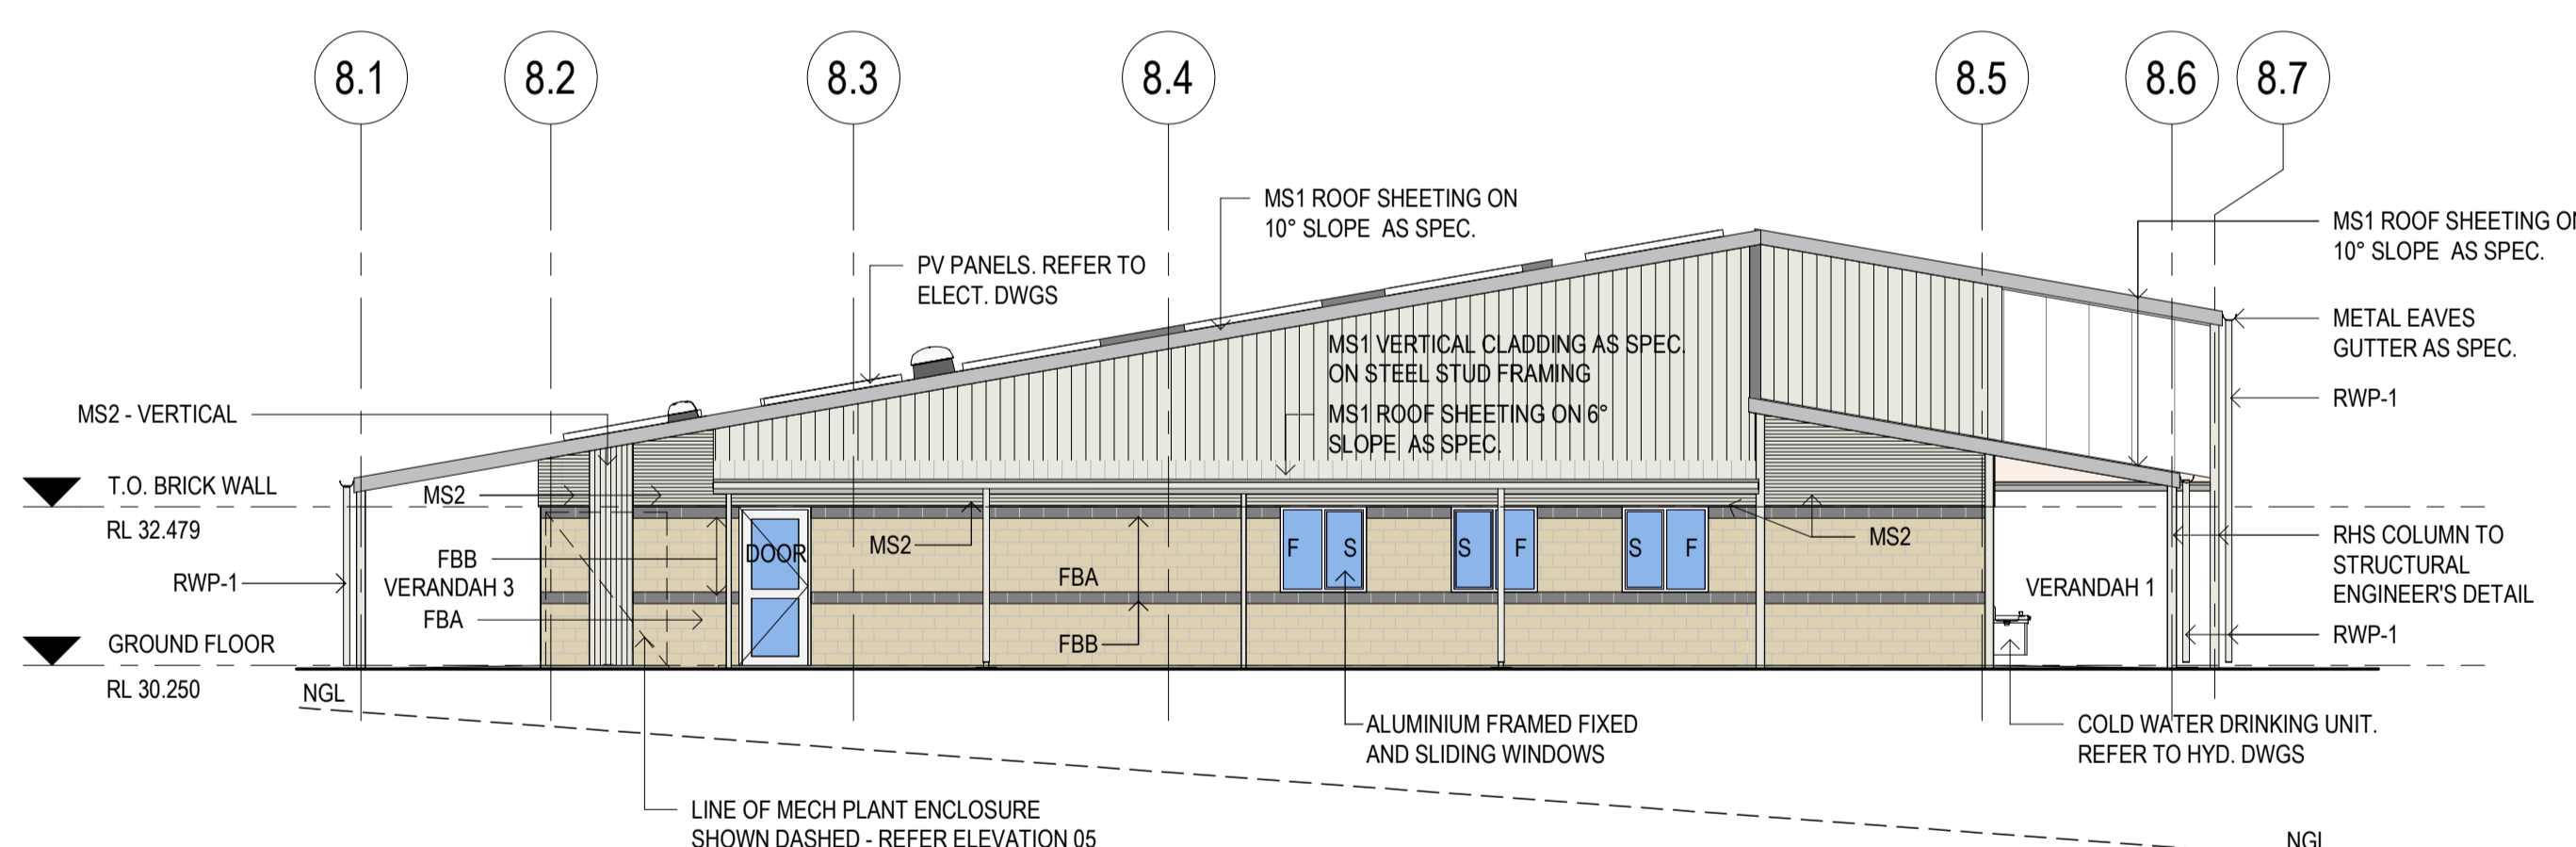 8.1
8.2
8.3
8.4
8.5
8.6
8.7
MS1 ROOF SHEETING ON
10° SLOPE AS SPEC.
MS1 ROOF SHEETING ON
10° SLOPE AS SPEC.
PV PANELS. REFER TO
ELECT. DWGS
METAL EAVES
GUTTER AS SPEC.
MS1 VERTICAL CLADDING AS SPEC.
ON STEEL STUD FRAMING
RWP-1
MS2 - VERTICAL
MS1 ROOF SHEETING ON 6°
SLOPE AS SPEC.
T.O. BRICK WALL
RL 32.479
MS2
MS2
MS2
RHS COLUMN TO
STRUCTURAL
ENGINEER'S DETAIL
DOOR
F
S
S
F
S
F
FBB
VERANDAH 3
RWP-1
FBA
FBA
VERANDAH 1
FBB
RWP-1
GROUND FLOOR
RL 30.250
NGL
ALUMINIUM FRAMED FIXED
AND SLIDING WINDOWS
COLD WATER DRINKING UNIT.
REFER TO HYD. DWGS
LINE OF MECH PLANT ENCLOSURE
SHOWN DASHED - REFER ELEVATION 05
NGL